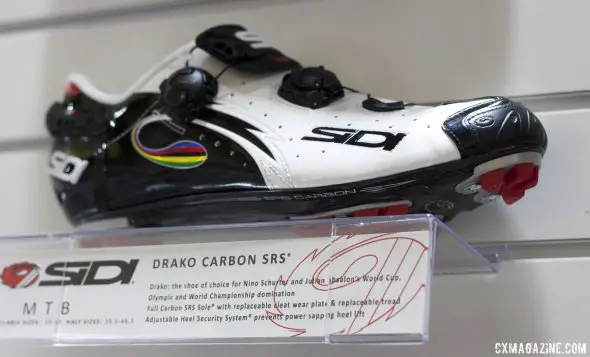 SIDI
SIDI
SRS CARBON
SIDI
MTB
DRAKO CARBON SRS*
Drako: the shoe of choice for Nino Schurter and Julian Absalon's World Cup,
Olympic and World Championship domination
Full Carbon SRS Sole* with replaceable cleat wear plate & replaceable tread
Adjustable Heel Security System* prevents power sapping heel lift
CXMAGAZINE.COM